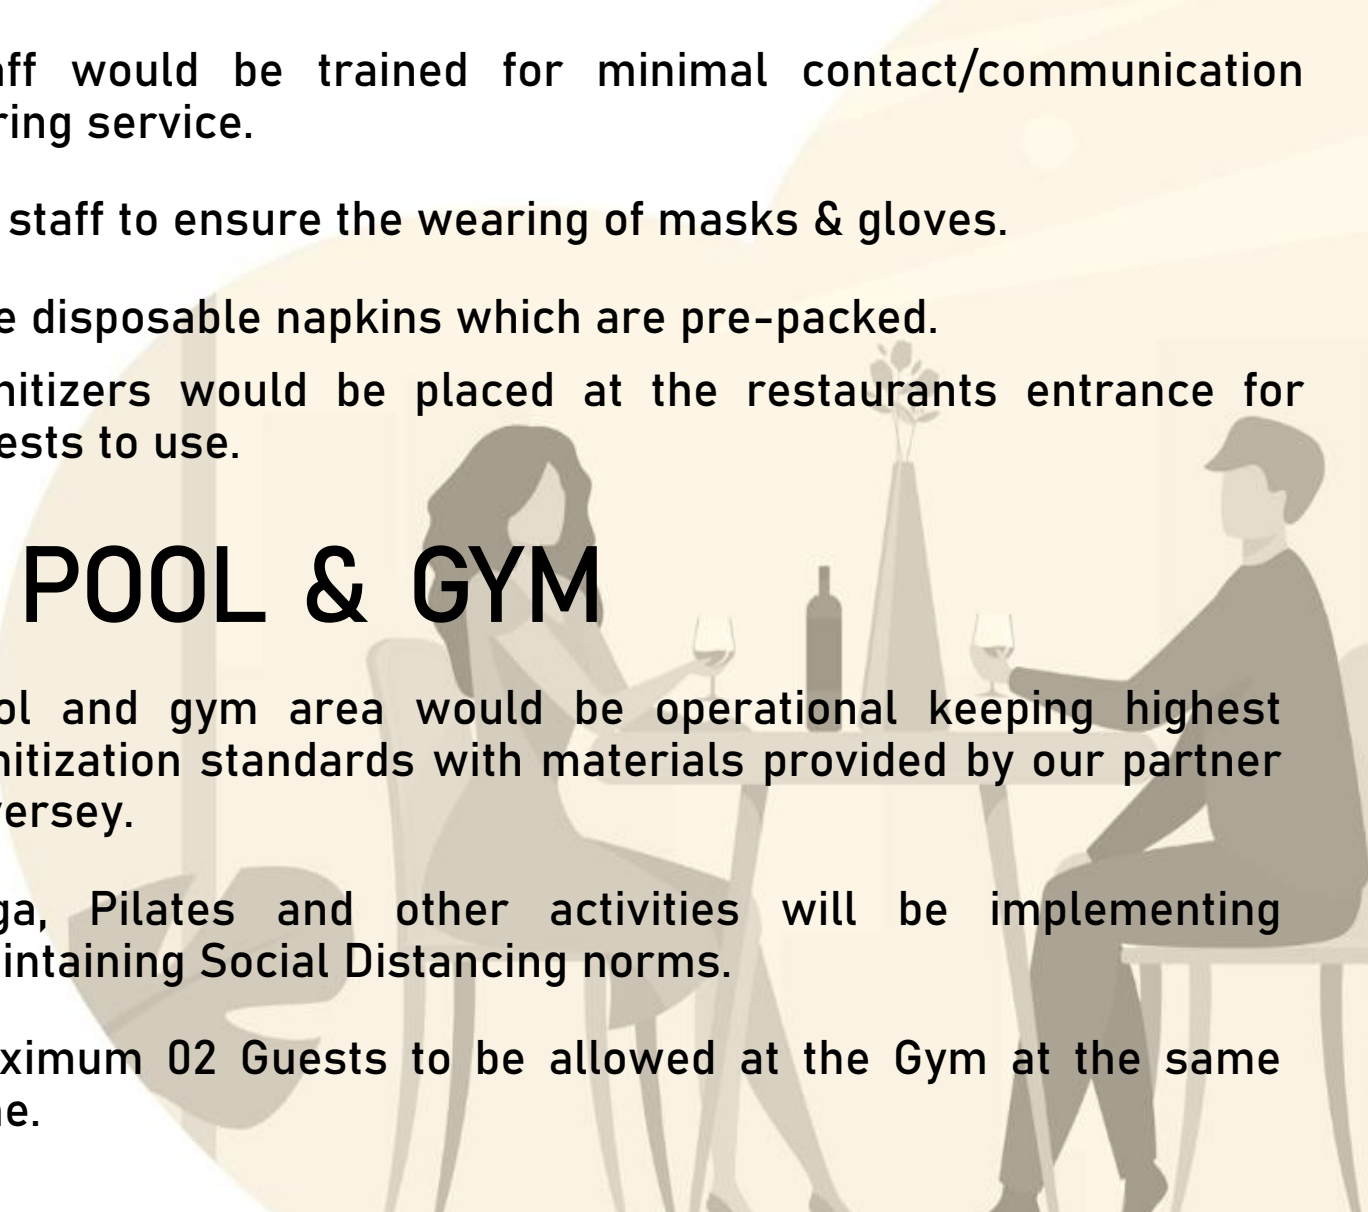 ff would be trained for minimal contact/communication
ring service.
staff to ensure the wearing of masks & gloves.
e disposable napkins which are pre-packed.
nitizers would be placed at the restaurants entrance for
ests to use.
POOL & GYM
ol and gym area would be operational keeping highest
nitization standards with materials provided by our partner
versey.
ga, Pilates and other activities will be implementing
intaining Social Distancing norms.
ximum 02 Guests to be allowed at the Gym at the same
ne.